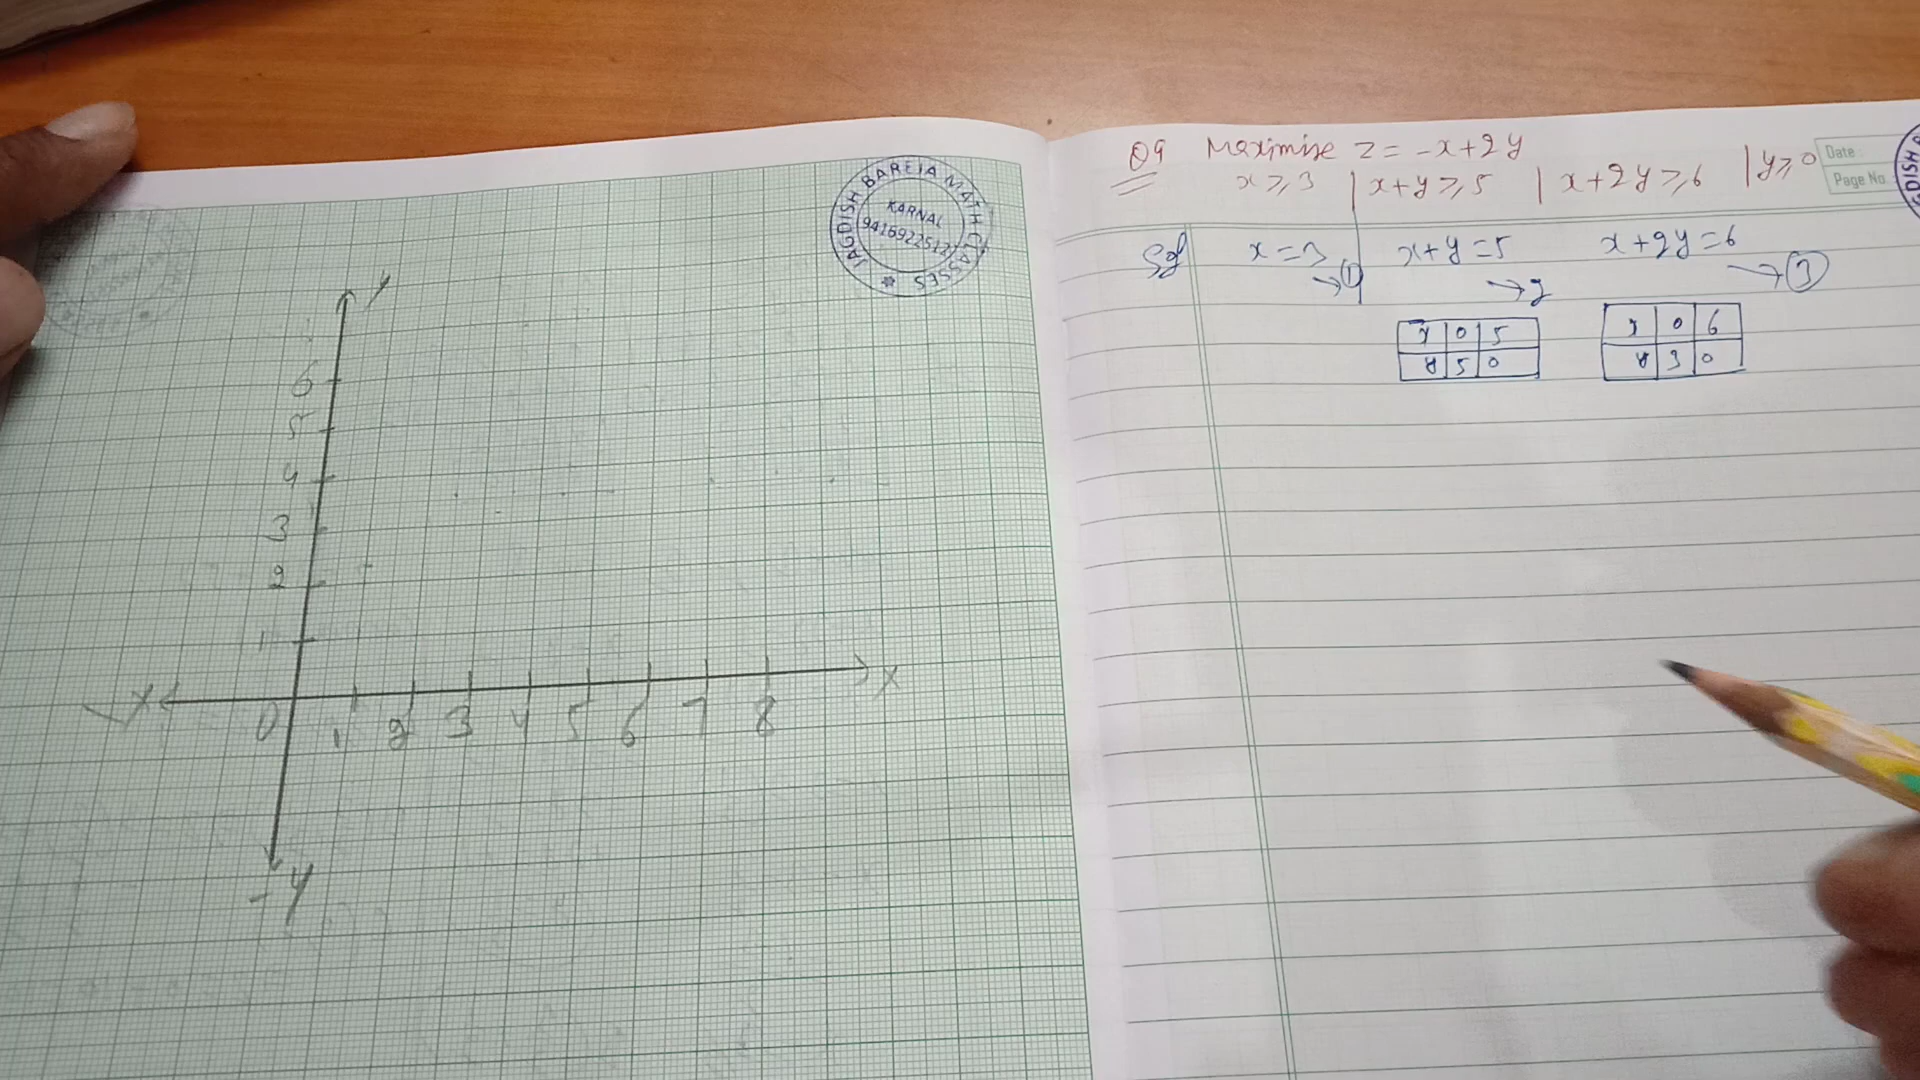 JAGDISH BAREJA MATH CLASSES
KARNAL
Y
6
5
4
3
2
1
-X
X
0 1 2 3 4 5 6 7 8
-Y
Q9 Maximise Z = -x+2y
x ≥ 3 | x+y ≥ 5 | x+2y ≥ 6 | y ≥ 0
Date:
Page No.
Sol x = 3 x+y = 5 x+2y = 6
→① →2 →③
x 0 5
y 5 0
x 0 6
y 3 0